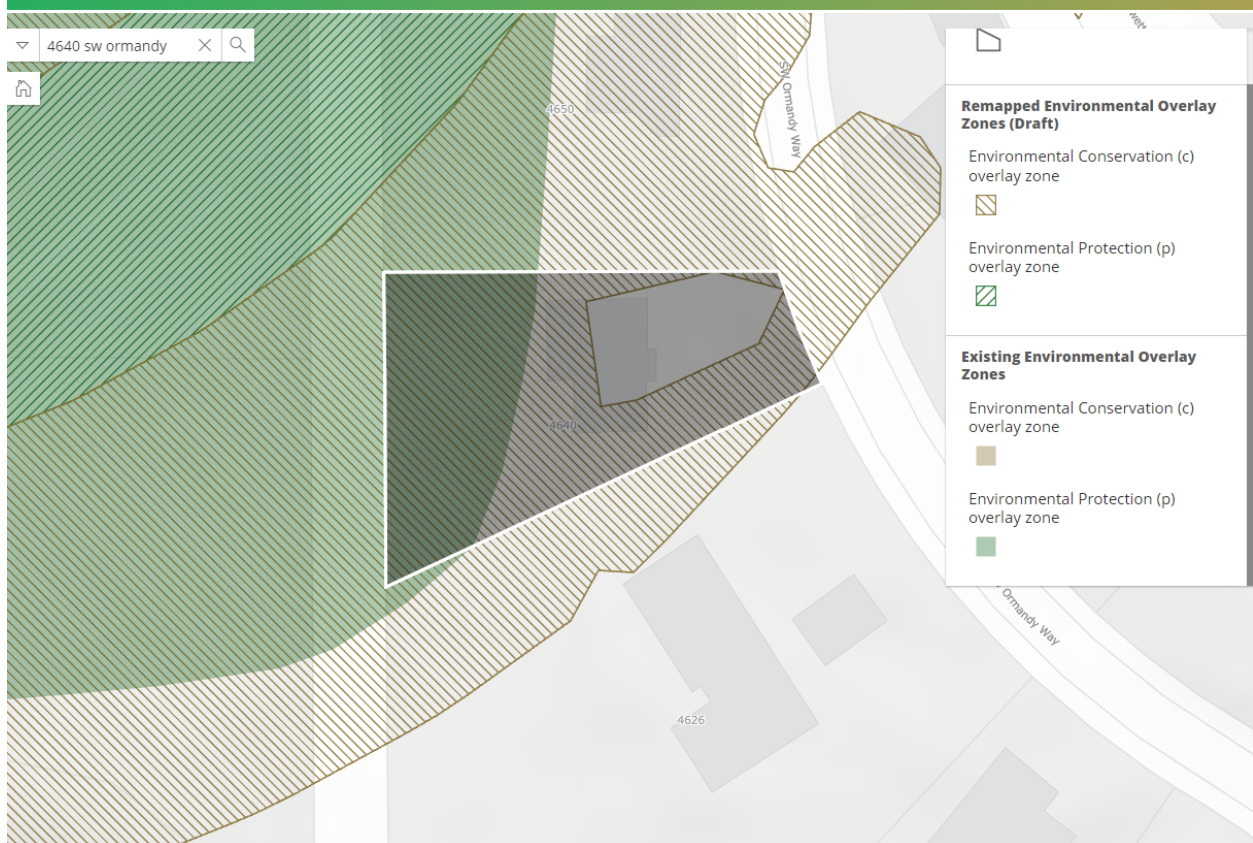 4640 sw ormandy
SW Ormandy Way
4650
4640
4626
Ormandy Way
Remapped Environmental Overlay
Zones (Draft)
Environmental Conservation (c)
overlay zone
Environmental Protection (p)
overlay zone
Existing Environmental Overlay
Zones
Environmental Conservation (c)
overlay zone
Environmental Protection (p)
overlay zone